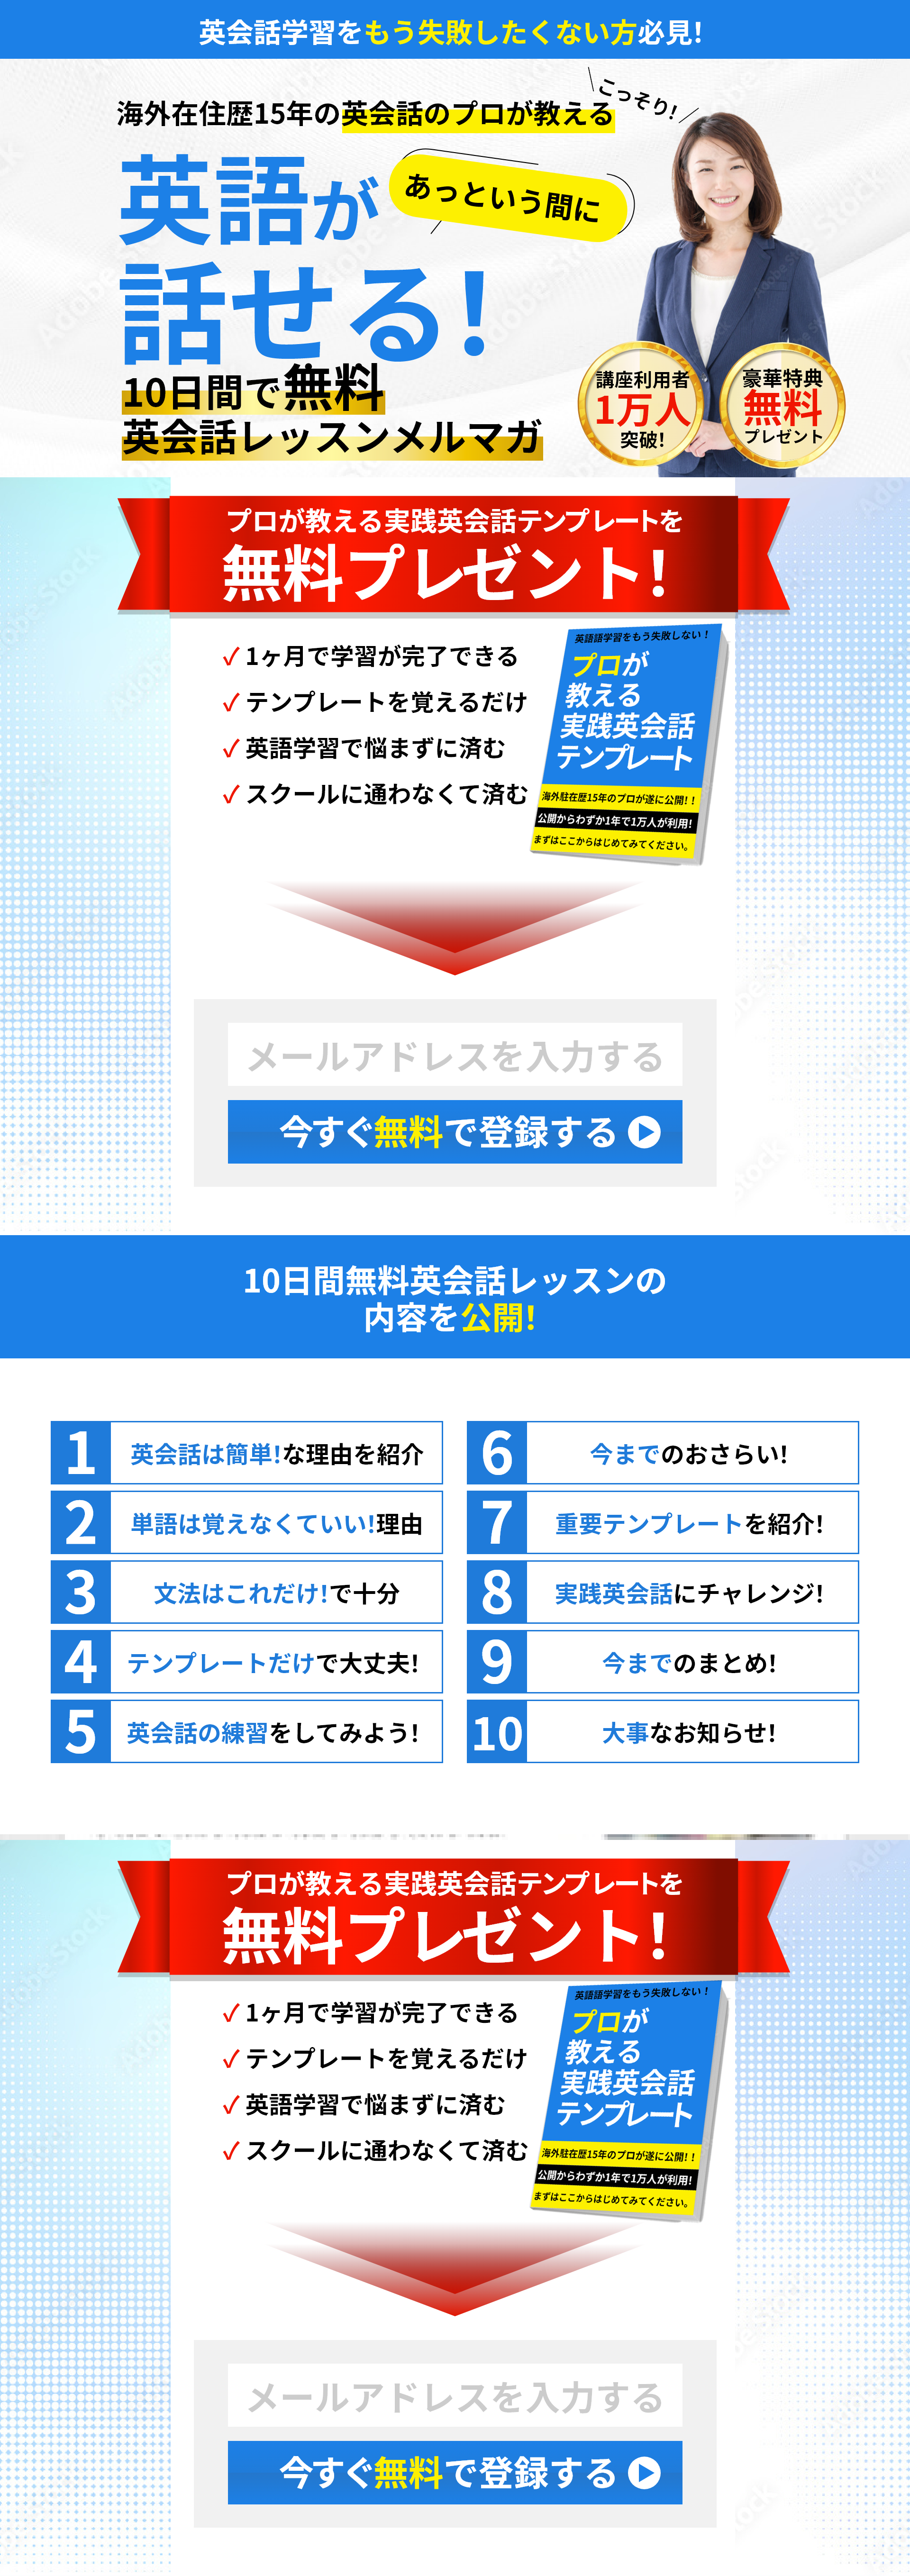 英会話学習をもう失敗したくない方必見!
こっそり!
海外在住歴15年の英会話のプロが教える
あっという間に
英語が
話せる!
10日間で無料
英会話レッスンメルマガ
講座利用者
1万人
突破!
豪華特典
無料
プレゼント
プロが教える実践英会話テンプレートを
無料プレゼント!
✓1ヶ月で学習が完了できる
✓テンプレートを覚えるだけ
✓英語学習で悩まずに済む
✓スクールに通わなくて済む
英語語学習をもう失敗しない！
プロが
教える
実践英会話
テンプレート
海外駐在歴15年のプロが遂に公開！！
公開からわずか1年で1万人が利用!
まずはここからはじめてみてください。
メールアドレスを入力する
今すぐ無料で登録する
10日間無料英会話レッスンの
内容を公開!
1 英会話は簡単!な理由を紹介
2 単語は覚えなくていい!理由
3 文法はこれだけ!で十分
4 テンプレートだけで大丈夫!
5 英会話の練習をしてみよう!
6 今までのおさらい!
7 重要テンプレートを紹介!
8 実践英会話にチャレンジ!
9 今までのまとめ!
10 大事なお知らせ!
プロが教える実践英会話テンプレートを
無料プレゼント!
✓1ヶ月で学習が完了できる
✓テンプレートを覚えるだけ
✓英語学習で悩まずに済む
✓スクールに通わなくて済む
英語語学習をもう失敗しない！
プロが
教える
実践英会話
テンプレート
海外駐在歴15年のプロが遂に公開！！
公開からわずか1年で1万人が利用!
まずはここからはじめてみてください。
メールアドレスを入力する
今すぐ無料で登録する